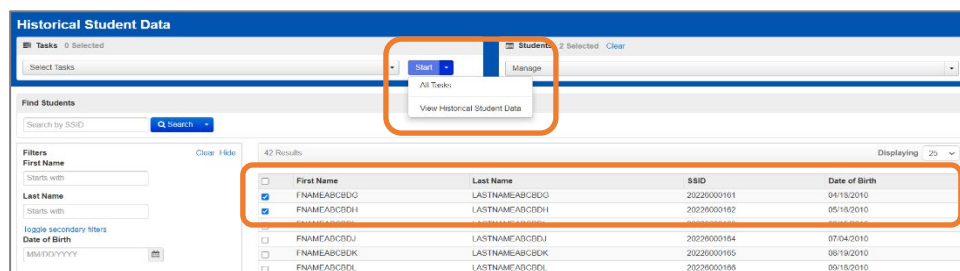 Historical Student Data
Tasks 0 Selected
Students 2 Selected Clear
Select Tasks
Start
Manage
All Tasks
View Historical Student Data
Find Students
Search by SSID
Search
Filters
Clear Hide
42 Results
Displaying 25
First Name
Starts with
Last Name
Starts with
Toggle secondary filters
Date of Birth
MM/DD/YYYY
First Name Last Name SSID Date of Birth
FNAMEABCBDG LASTNAMEABCBDG 20226000161 04/18/2010
FNAMEABCBDH LASTNAMEABCBDH 20226000162 05/16/2010
FNAMEABCBDJ LASTNAMEABCBDJ 20226000164 07/04/2010
FNAMEABCBDK LASTNAMEABCBDK 20226000165 08/19/2010
FNAMEABCBDL LASTNAMEABCBDL 20226000166 09/18/2010